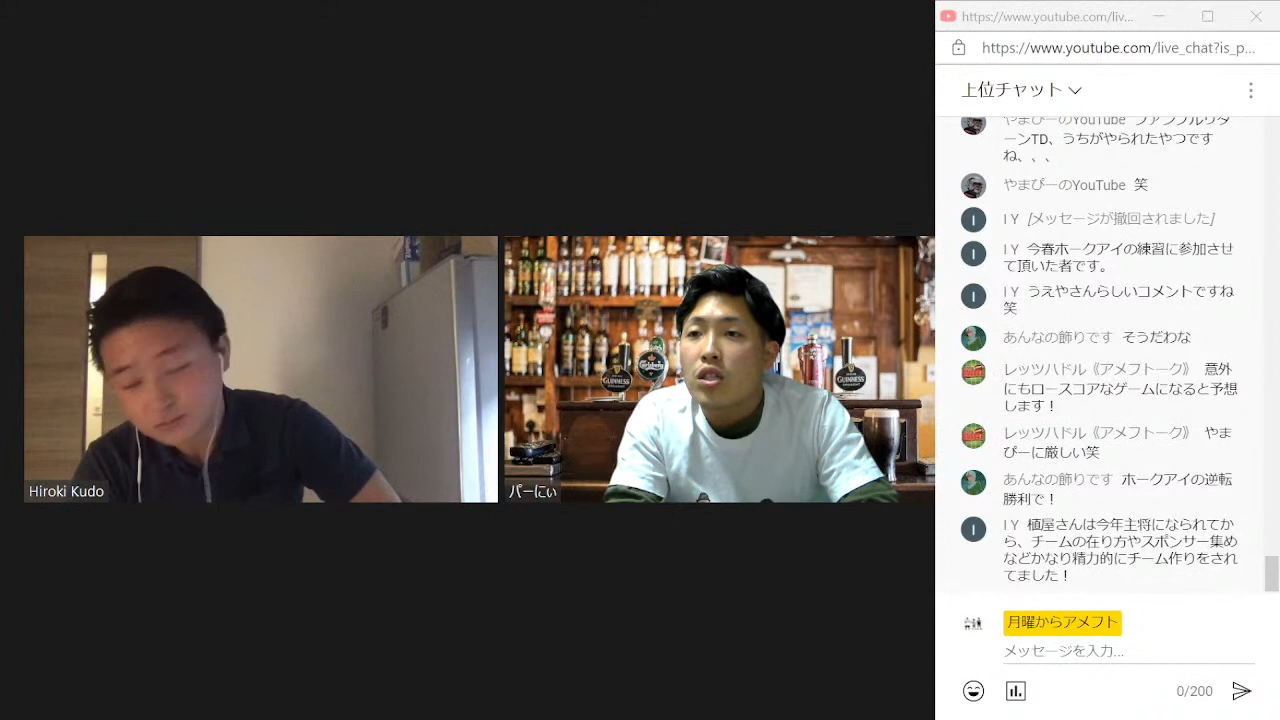 https://www.youtube.com/liv...
https://www.youtube.com/live_chat?is_p...
上位チャット
やまぴーのYouTube ファンブルリタ
ーンTD、うちがやられたやつです
ね、、、
やまぴーのYouTube 笑
I Y [メッセージが撤回されました]
I Y 今春ホークアイの練習に参加させ
て頂いた者です。
I Y うえやさんらしいコメントですね
笑
あんなの飾りです そうだわな
レッツハドル《アメフトーク》 意外
にもロースコアなゲームになると予想
します！
レッツハドル《アメフトーク》 やま
ぴーに厳しい笑
あんなの飾りです ホークアイの逆転
勝利で！
I Y 植屋さんは今年主将になられてか
ら、チームの在り方やスポンサー集め
などかなり精力的にチーム作りをされ
てました！
月曜からアメフト
メッセージを入力...
0/200
Hiroki Kudo
パーにぃ
GUINNESS
Carlsberg
GUINNESS